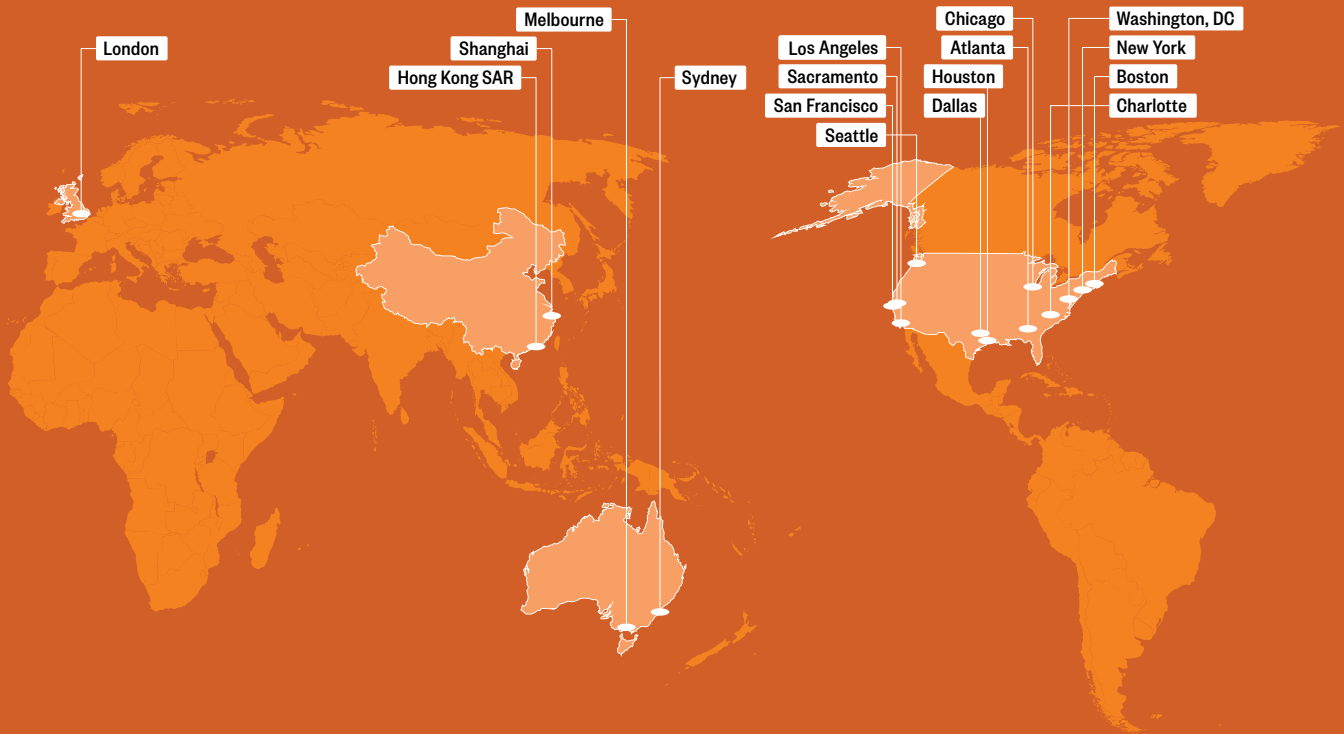 Melbourne
London
Shanghai
Hong Kong SAR
Sydney
Chicago
Washington, DC
Los Angeles
Atlanta
New York
Sacramento
Houston
Boston
San Francisco
Dallas
Charlotte
Seattle